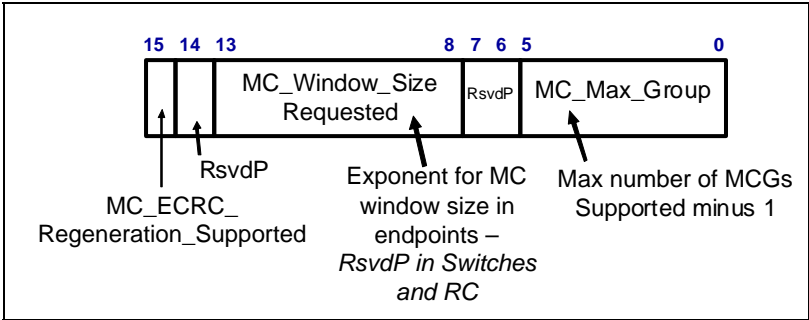 15 14 13 8 7 6 5 0
MC_Window_Size
Requested
RsvdP
MC_Max_Group
RsvdP
MC_ECRC_
Regeneration_Supported
Exponent for MC
window size in
endpoints –
RsvdP in Switches
and RC
Max number of MCGs
Supported minus 1